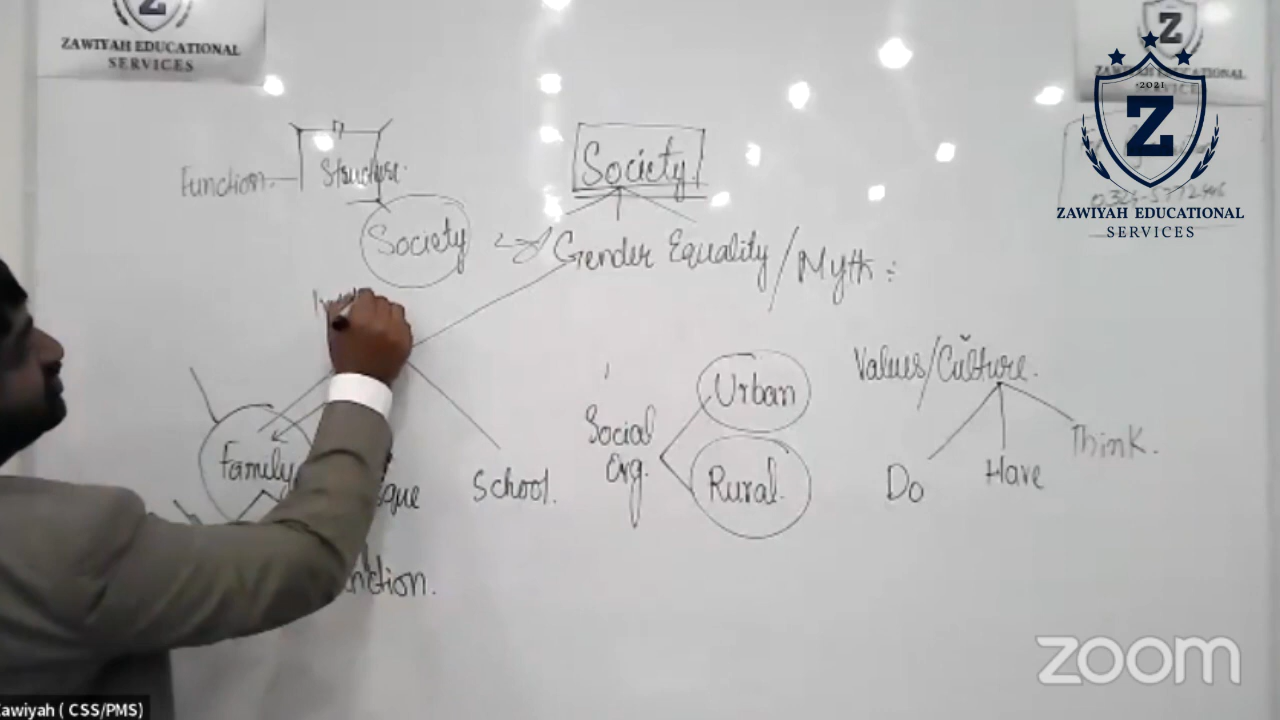 Z
ZAWIYAH EDUCATIONAL
SERVICES
Z
2021
Z
ZAWIYAH EDUCATIONAL
SERVICES
Function.
Structure.
Society
Society
Gender Equality / Myth :
Values/Culture.
Do
Have
Think.
Social
Org.
Urban
Rural.
Family
School.
zoom
Zawiyah ( CSS/PMS)